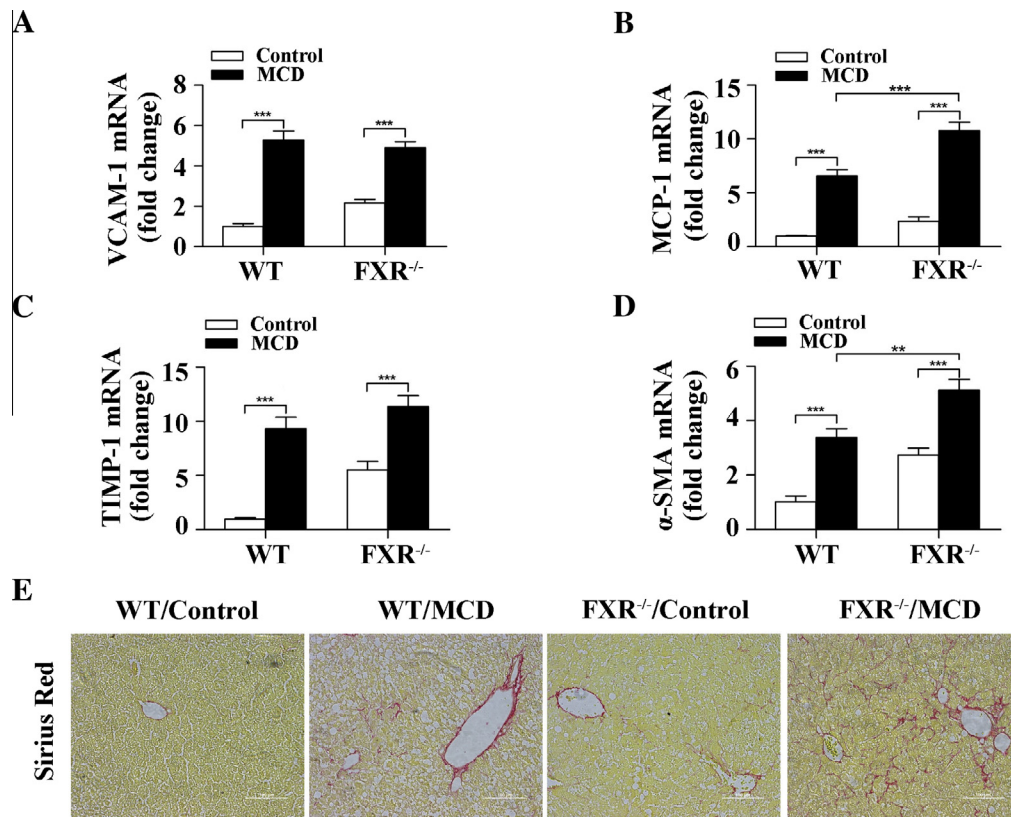 A
Control
MCD
VCAM-1 mRNA
(fold change)
8
6
4
2
0
***
***
WT
FXR-/-
B
Control
MCD
MCP-1 mRNA
(fold change)
15
10
5
0
***
***
***
WT
FXR-/-
C
Control
MCD
TIMP-1 mRNA
(fold change)
15
10
5
0
***
***
WT
FXR-/-
D
Control
MCD
α-SMA mRNA
(fold change)
6
4
2
0
***
**
***
WT
FXR-/-
E
WT/Control
WT/MCD
FXR-/-/Control
FXR-/-/MCD
Sirius Red